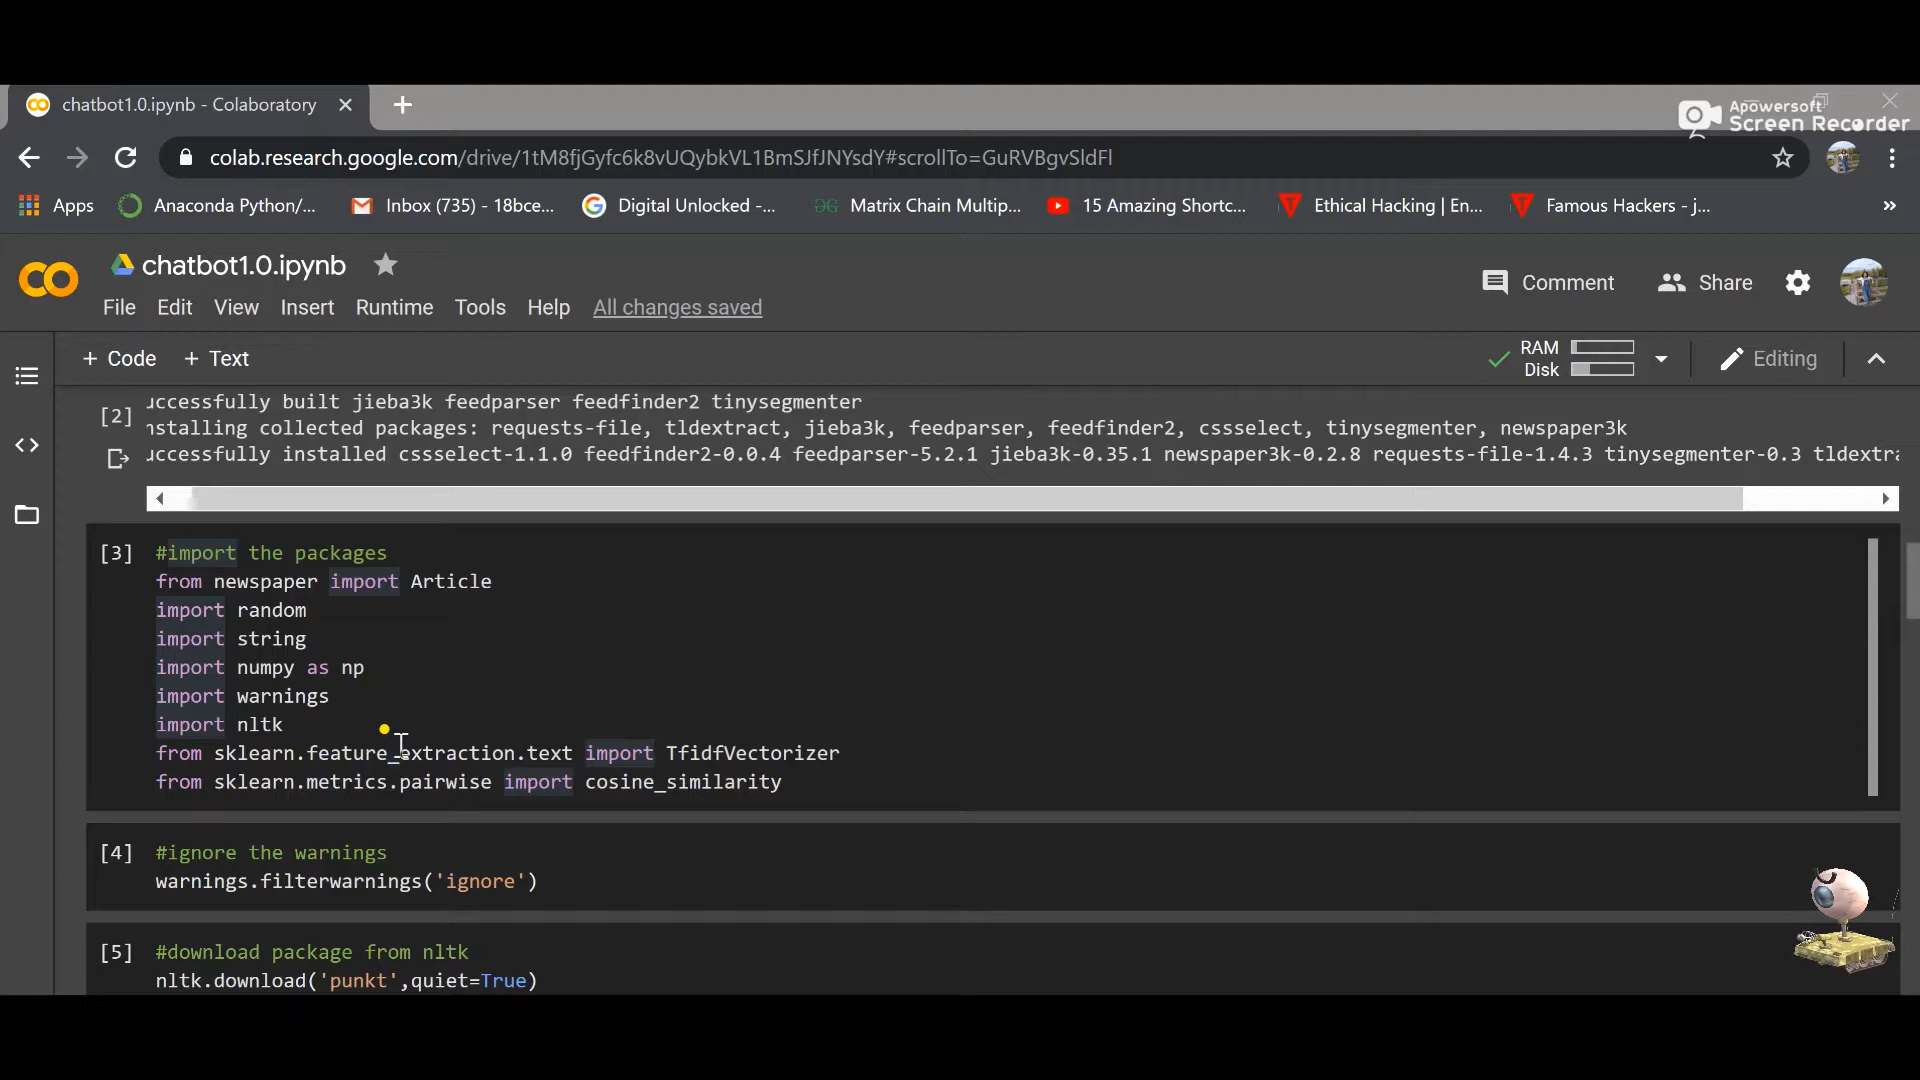 chatbot1.0.ipynb - Colaboratory
Apowersoft
Screen Recorder
colab.research.google.com/drive/1tM8fjGyfc6k8vUQybkVL1BmSJfJNYsdY#scrollTo=GuRVBgvSldFl
Apps Anaconda Python/... Inbox (735) - 18bce... Digital Unlocked -... Matrix Chain Multip... 15 Amazing Shortc... Ethical Hacking | En... Famous Hackers - j... »
chatbot1.0.ipynb
Comment Share
File Edit View Insert Runtime Tools Help All changes saved
+ Code + Text
RAM
Disk
Editing
[2] uccessfully built jieba3k feedparser feedfinder2 tinysegmenter
nstalling collected packages: requests-file, tldextract, jieba3k, feedparser, feedfinder2, cssselect, tinysegmenter, newspaper3k
uccessfully installed cssselect-1.1.0 feedfinder2-0.0.4 feedparser-5.2.1 jieba3k-0.35.1 newspaper3k-0.2.8 requests-file-1.4.3 tinysegmenter-0.3 tldextra
[3] #import the packages
from newspaper import Article
import random
import string
import numpy as np
import warnings
import nltk
from sklearn.feature_extraction.text import TfidfVectorizer
from sklearn.metrics.pairwise import cosine_similarity
[4] #ignore the warnings
warnings.filterwarnings('ignore')
[5] #download package from nltk
nltk.download('punkt',quiet=True)